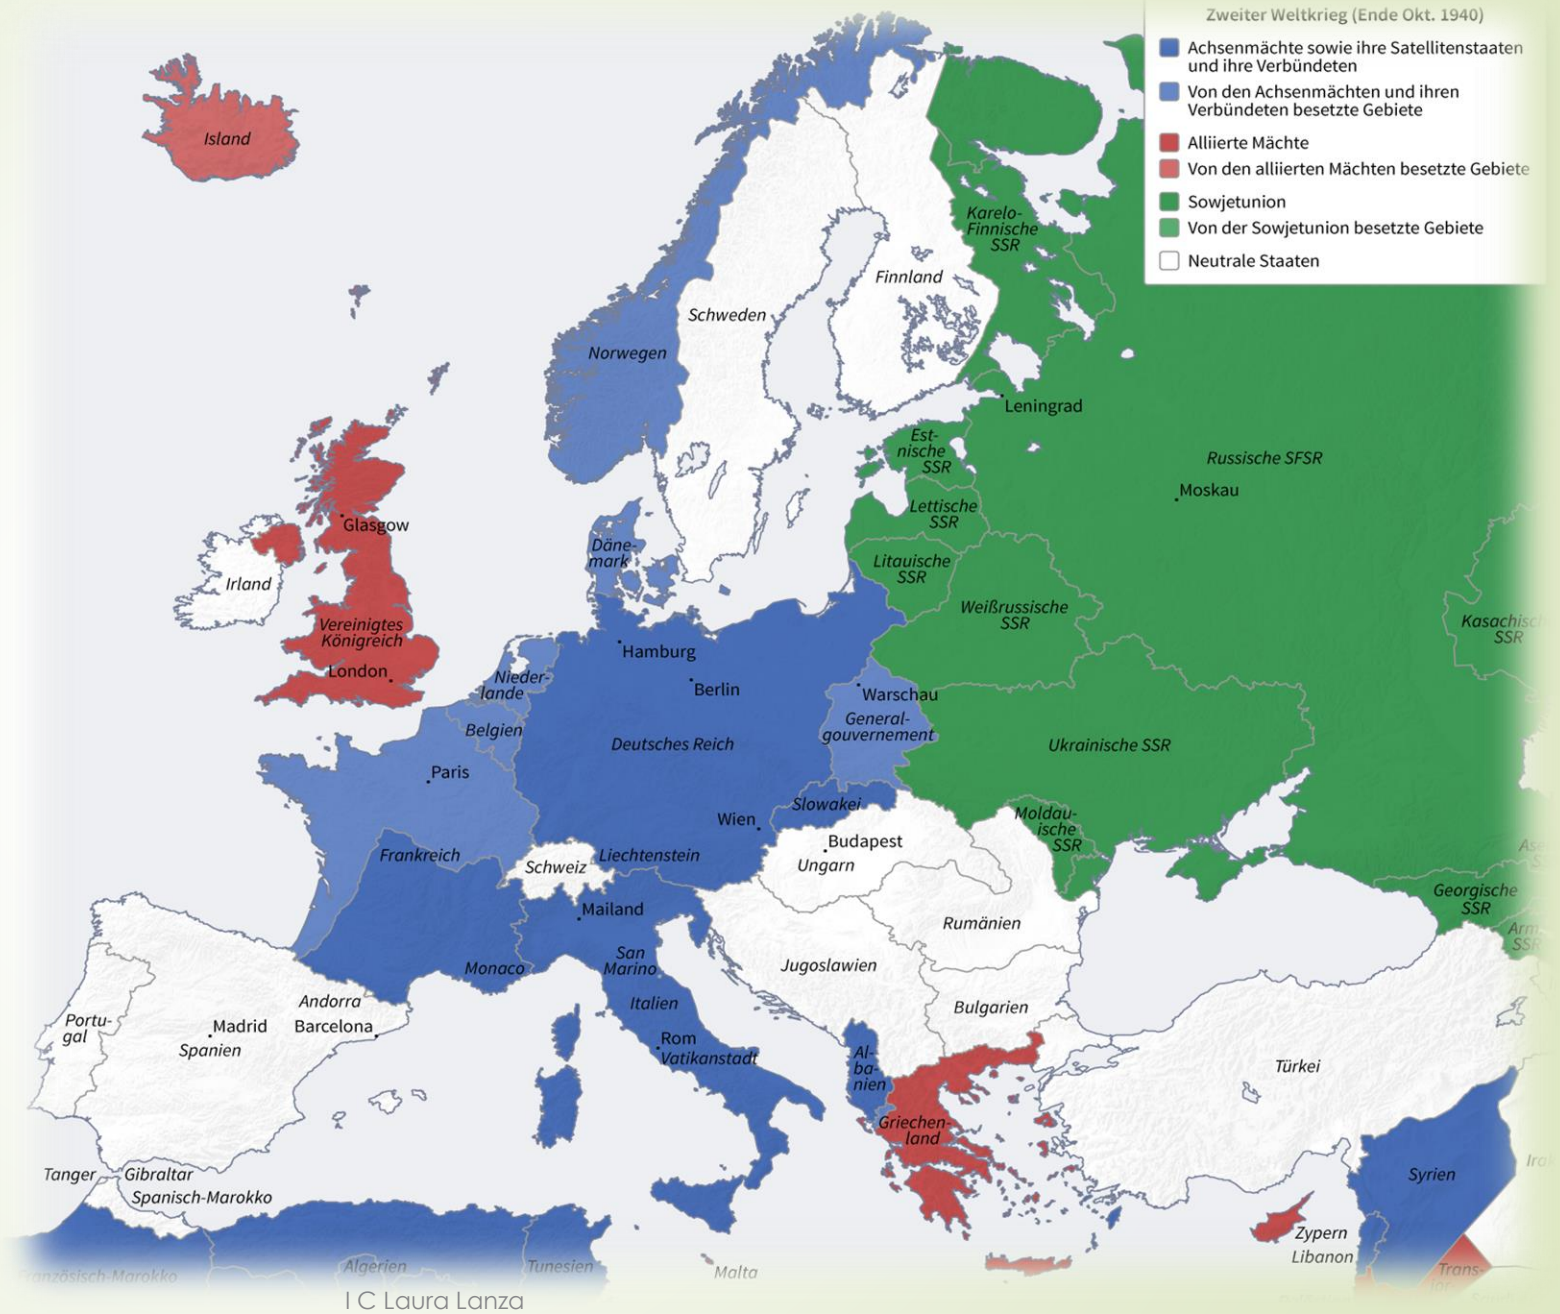 Zweiter Weltkrieg (Ende Okt. 1940)
Achsenmächte sowie ihre Satellitenstaaten
und ihre Verbündeten
Von den Achsenmächten und ihren
Verbündeten besetzte Gebiete
Alliierte Mächte
Von den alliierten Mächten besetzte Gebiete
Sowjetunion
Von der Sowjetunion besetzte Gebiete
Neutrale Staaten
Island
Karelo-
Finnische
SSR
Finnland
Schweden
Norwegen
Leningrad
Est-
nische
SSR
Russische SFSR
Moskau
Lettische
SSR
Glasgow
Däne-
mark
Litauische
SSR
Irland
Weißrussische
SSR
Kasachisch
SSR
Vereinigtes
Königreich
London
Hamburg
Berlin
Nieder-
lande
Warschau
General-
gouvernement
Belgien
Deutsches Reich
Ukrainische SSR
Paris
Slowakei
Wien
Moldau-
ische
SSR
Budapest
Ungarn
Frankreich
Schweiz
Liechtenstein
Georgische
SSR
Arm.
SSR
Mailand
Rumänien
San
Marino
Monaco
Jugoslawien
Italien
Andorra
Barcelona
Bulgarien
Portu-
gal
Madrid
Spanien
Rom
Vatikanstadt
Al-
ba-
nien
Türkei
Griechen-
land
Tanger
Gibraltar
Spanisch-Marokko
Syrien
Zypern
Libanon
Malta
Französisch-Marokko
Algerien
Tunesien
Trans-
I C Laura Lanza